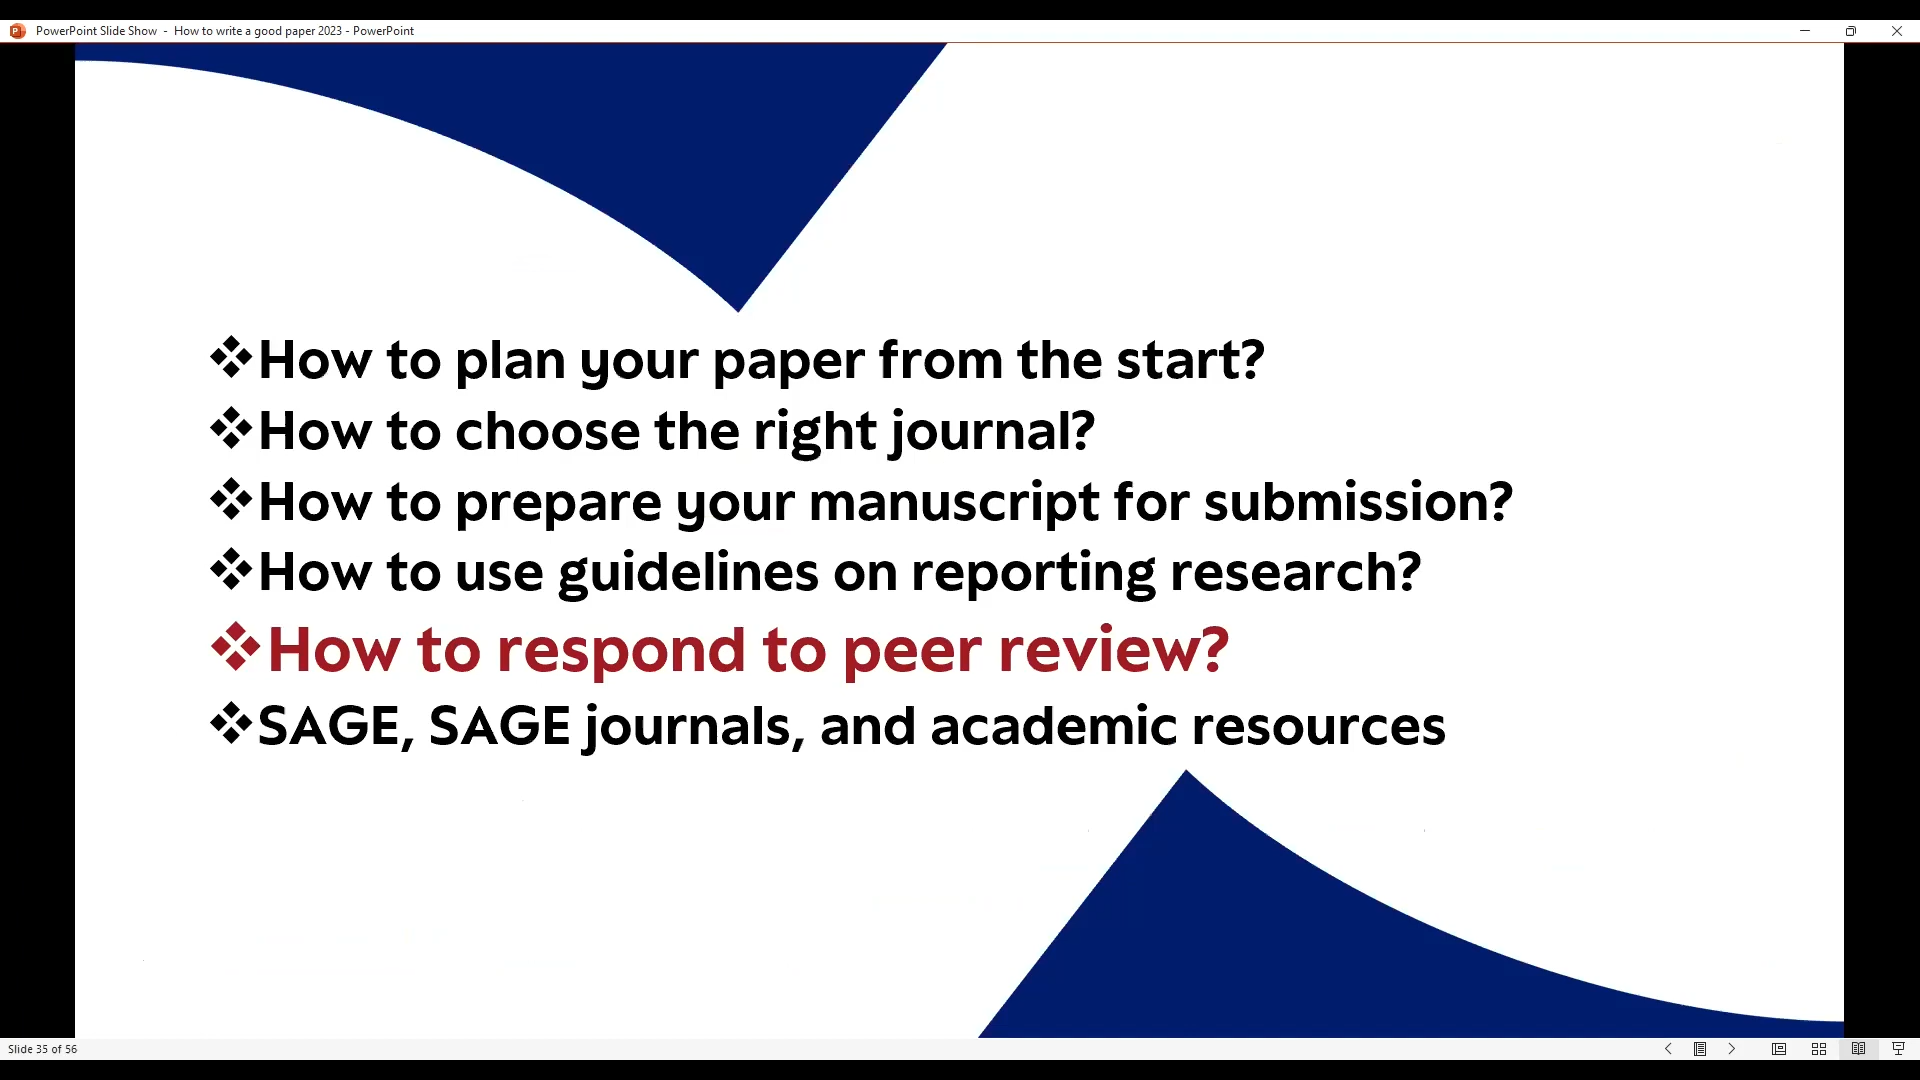 PowerPoint Slide Show - How to write a good paper 2023 - PowerPoint
❖How to plan your paper from the start?
❖How to choose the right journal?
❖How to prepare your manuscript for submission?
❖How to use guidelines on reporting research?
❖How to respond to peer review?
❖SAGE, SAGE journals, and academic resources
Slide 35 of 56